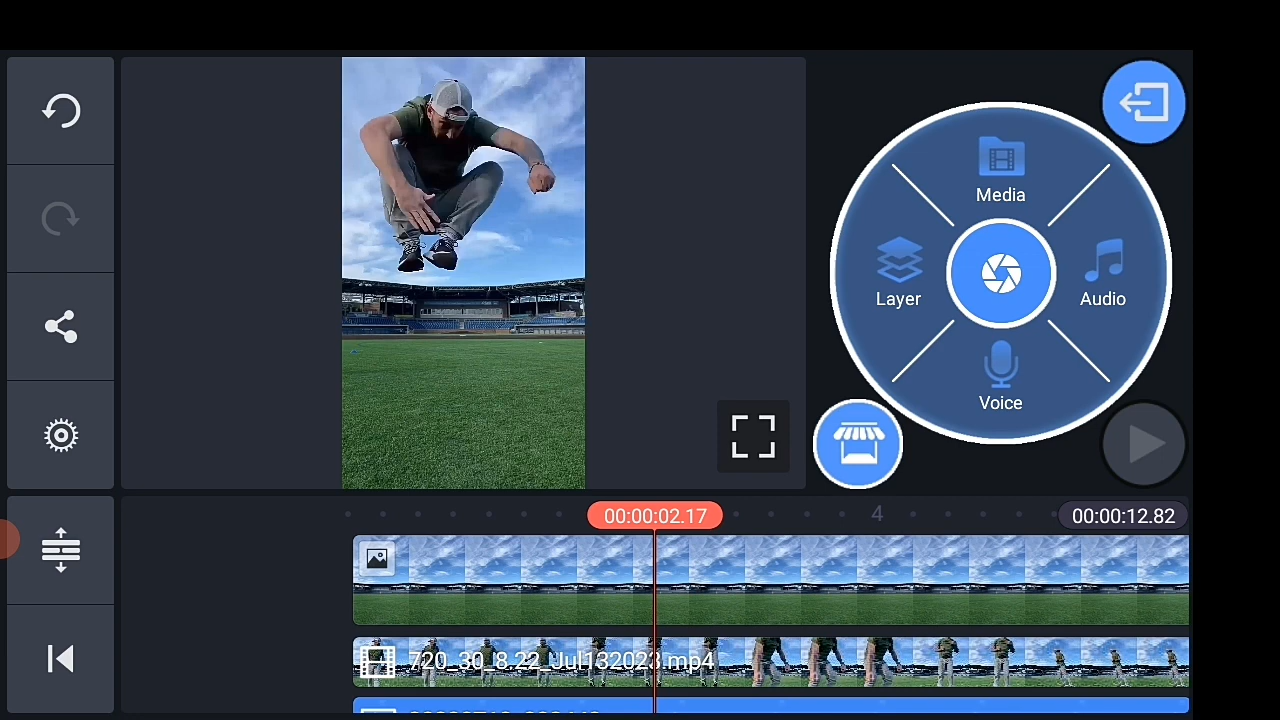 Media
Layer
Audio
Voice
00:00:02.17
4
00:00:12.82
720_30_8.22_Jul132023.mp4